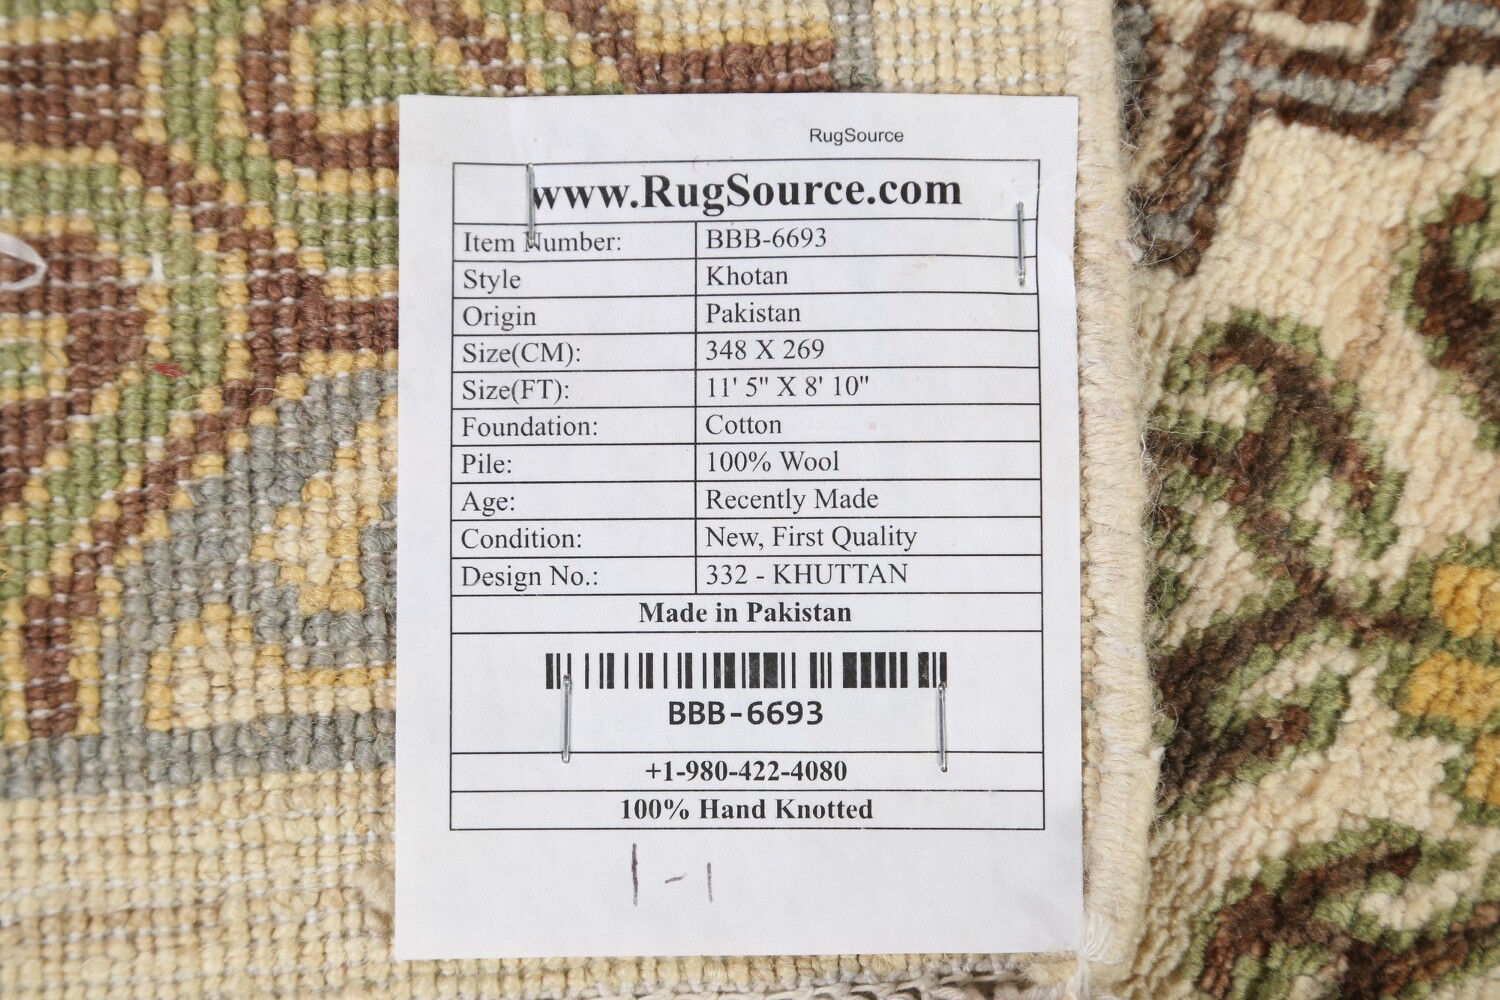 RugSource
www.RugSource.com
Item Number: BBB-6693
Style Khotan
Origin Pakistan
Size(CM): 348 X 269
Size(FT): 11' 5" X 8' 10"
Foundation: Cotton
Pile: 100% Wool
Age: Recently Made
Condition: New, First Quality
Design No.: 332 - KHUTTAN
Made in Pakistan
BBB-6693
+1-980-422-4080
100% Hand Knotted
1-1